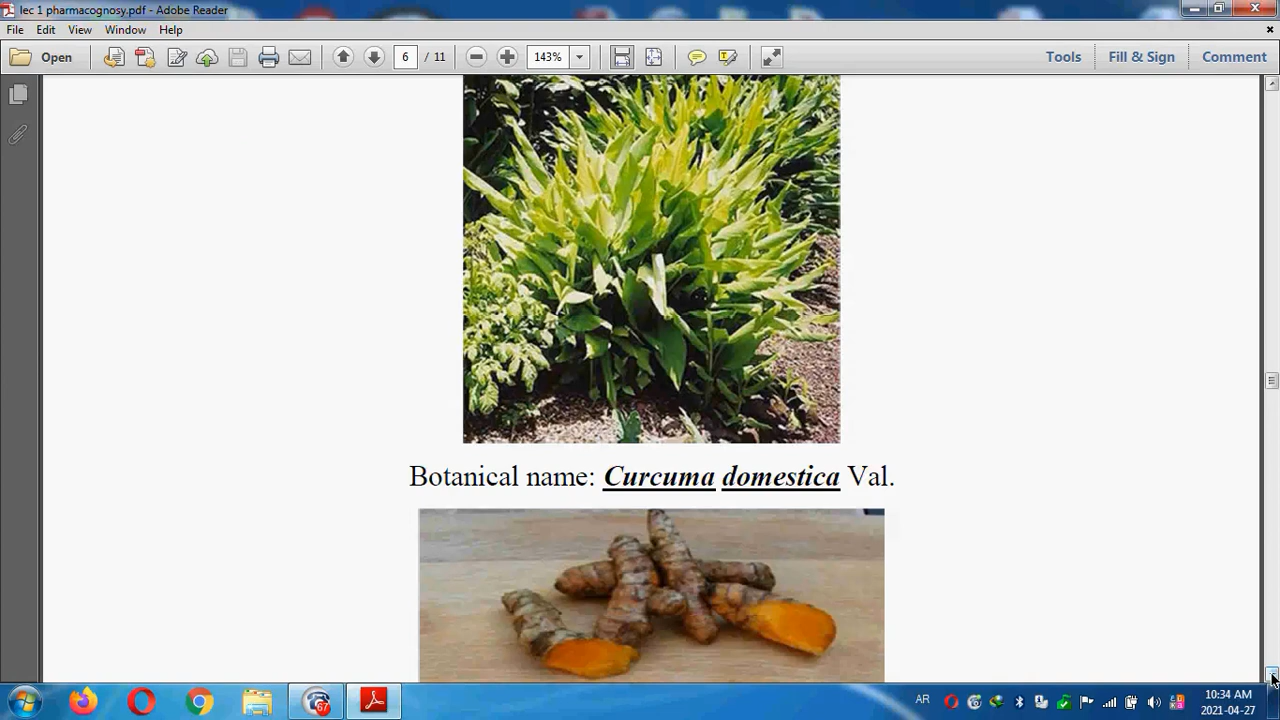 lec 1 pharmacognosy.pdf - Adobe Reader
File Edit View Window Help
Open 6 / 11 143% Tools Fill & Sign Comment
Botanical name: Curcuma domestica Val.
67
AR 10:34 AM
2021-04-27